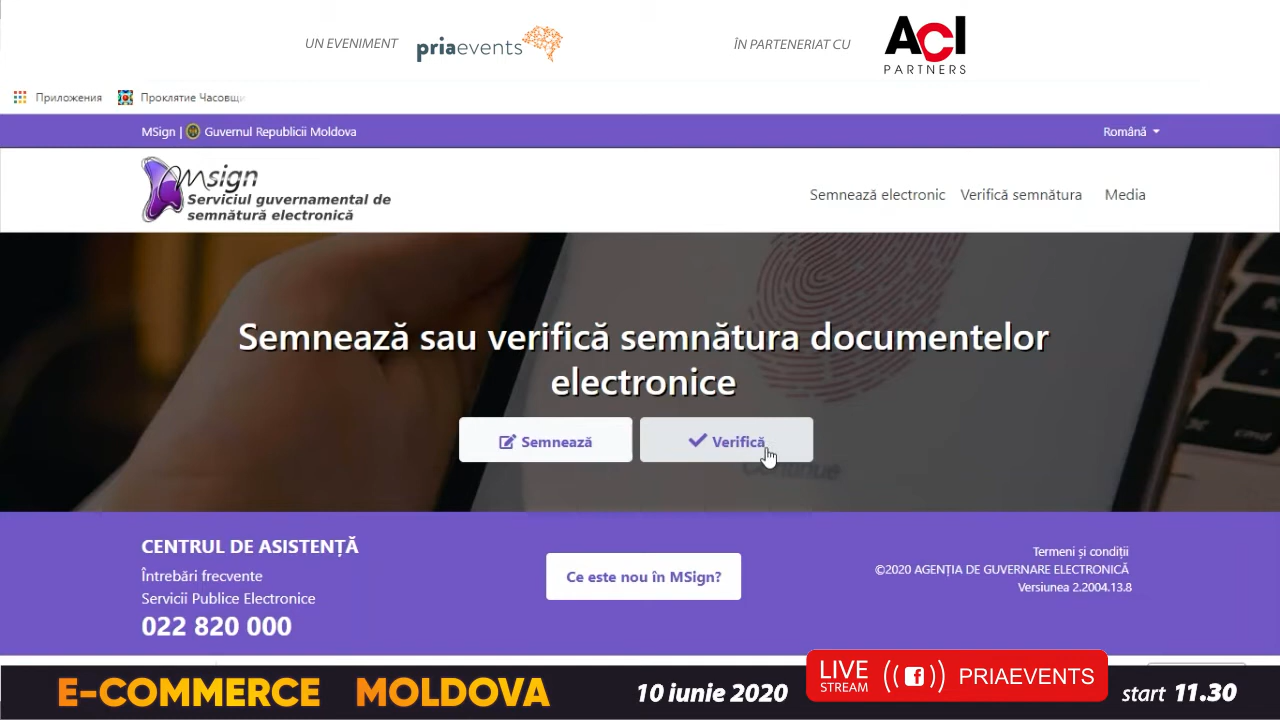 UN EVENIMENT
priaevents
ÎN PARTENERIAT CU
ACI
PARTNERS
Приложения
Проклятие Часовщи
MSign | Guvernul Republicii Moldova
Română
Msign
Serviciul guvernamental de
semnătură electronică
Semnează electronic
Verifică semnătura
Media
Semnează sau verifică semnătura documentelor
electronice
Semnează
Verifică
Continue
CENTRUL DE ASISTENȚĂ
Întrebări frecvente
Servicii Publice Electronice
022 820 000
Ce este nou în MSign?
Termeni și condiții
©2020 AGENȚIA DE GUVERNARE ELECTRONICĂ
Versiunea 2.2004.13.8
E-COMMERCE MOLDOVA
10 iunie 2020
LIVE
STREAM
PRIAEVENTS
start 11.30